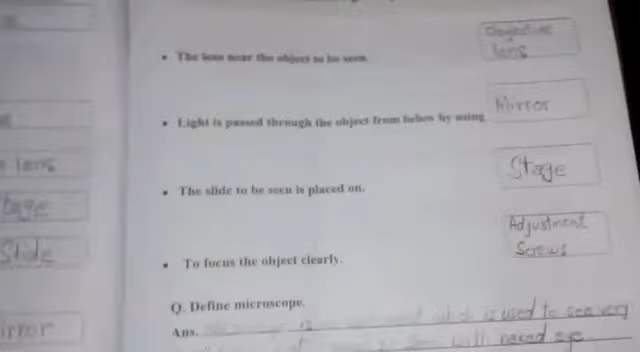 Objective
lens
• The lens near the object to be seen.
Mirror
• Light is passed through the object from below by using
Stage
• The slide to be seen is placed on.
Adjustment
Screws
• To focus the object clearly.
Q. Define microscope.
Ans. is used to see very
naked eye.
lens
Stage
Slide
irror